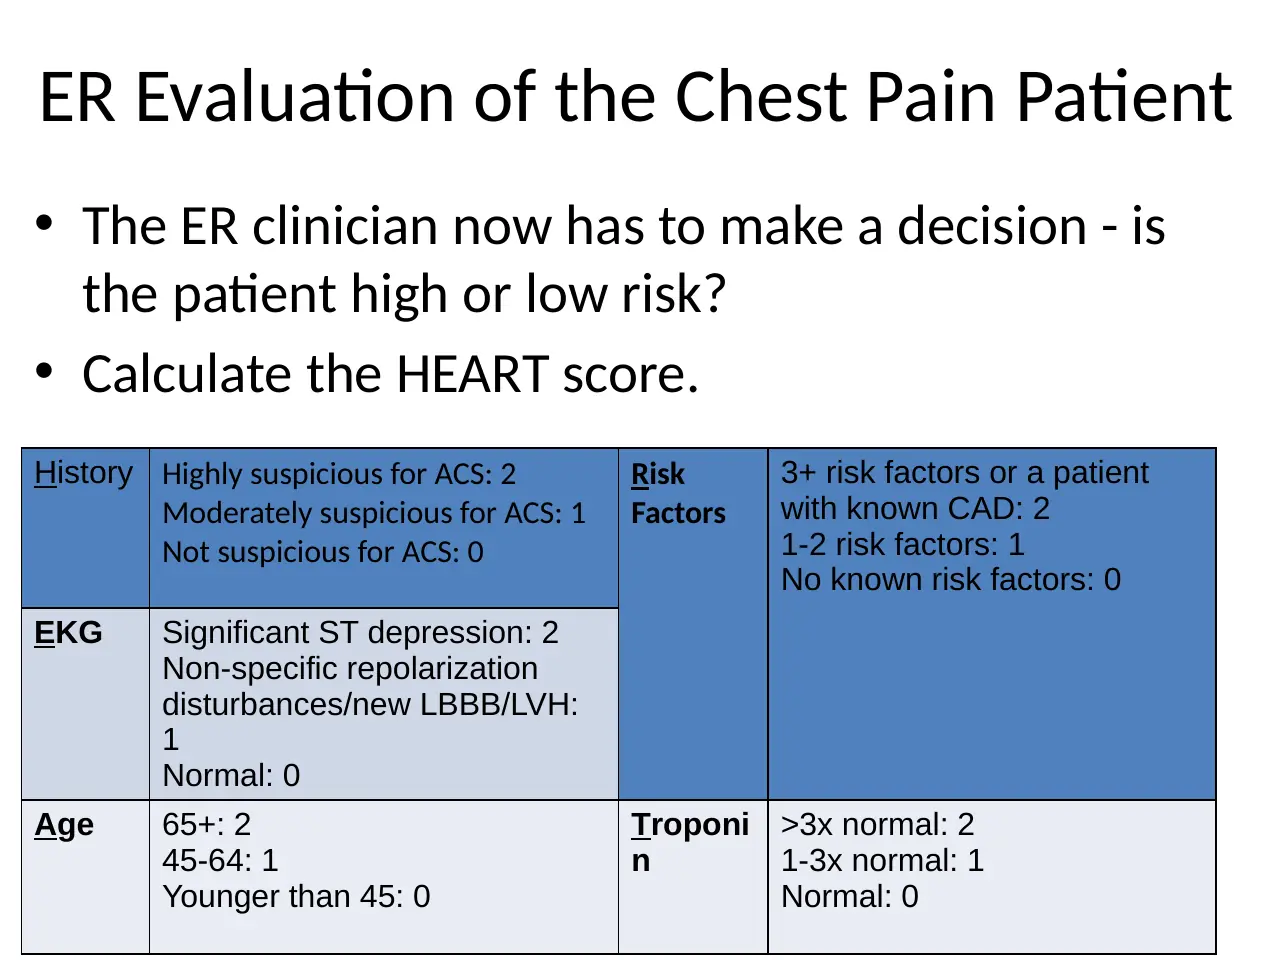 ER Evaluation of the Chest Pain Patient
• The ER clinician now has to make a decision - is
the patient high or low risk?
• Calculate the HEART score.
History
Highly suspicious for ACS: 2
Moderately suspicious for ACS: 1
Not suspicious for ACS: 0
Risk
Factors
3+ risk factors or a patient
with known CAD: 2
1-2 risk factors: 1
No known risk factors: 0
EKG
Significant ST depression: 2
Non-specific repolarization
disturbances/new LBBB/LVH:
1
Normal: 0
Age
65+: 2
45-64: 1
Younger than 45: 0
Troponi
n
>3x normal: 2
1-3x normal: 1
Normal: 0